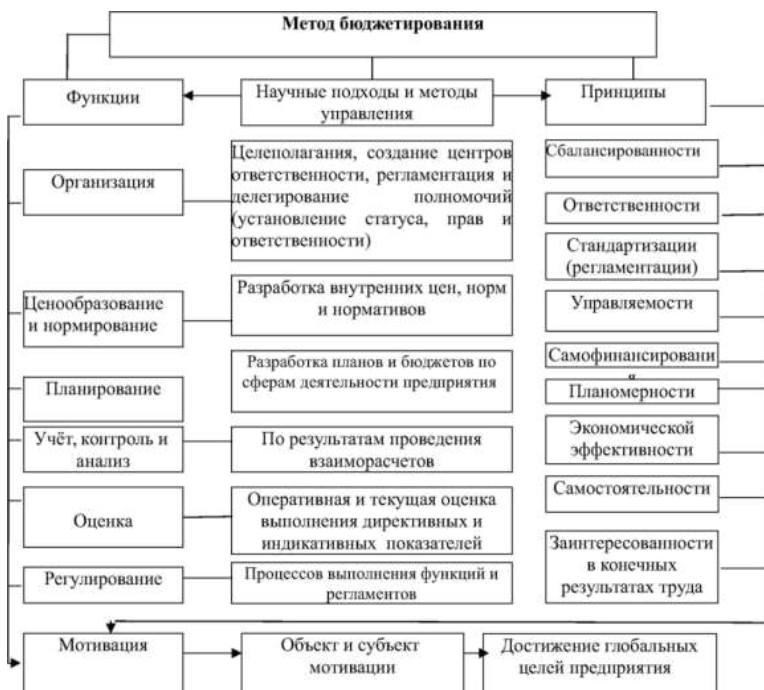 Метод бюджетирования
Функции
Научные подходы и методы
управления
Принципы
Организация
Целеполагания, создание центров
ответственности, регламентация и
делегирование полномочий
(установление статуса, прав и
ответственности)
Сбалансированности
Ответственности
Стандартизации
(регламентации)
Ценообразование
и нормирование
Разработка внутренних цен, норм
и нормативов
Управляемости
Планирование
Разработка планов и бюджетов по
сферам деятельности предприятия
Самофинансировани
я
Планомерности
Учёт, контроль и
анализ
По результатам проведения
взаиморасчетов
Экономической
эффективности
Оценка
Оперативная и текущая оценка
выполнения директивных и
индикативных показателей
Самостоятельности
Регулирование
Процессов выполнения функций и
регламентов
Заинтересованности
в конечных
результатах труда
Мотивация
Объект и субъект
мотивации
Достижение глобальных
целей предприятия